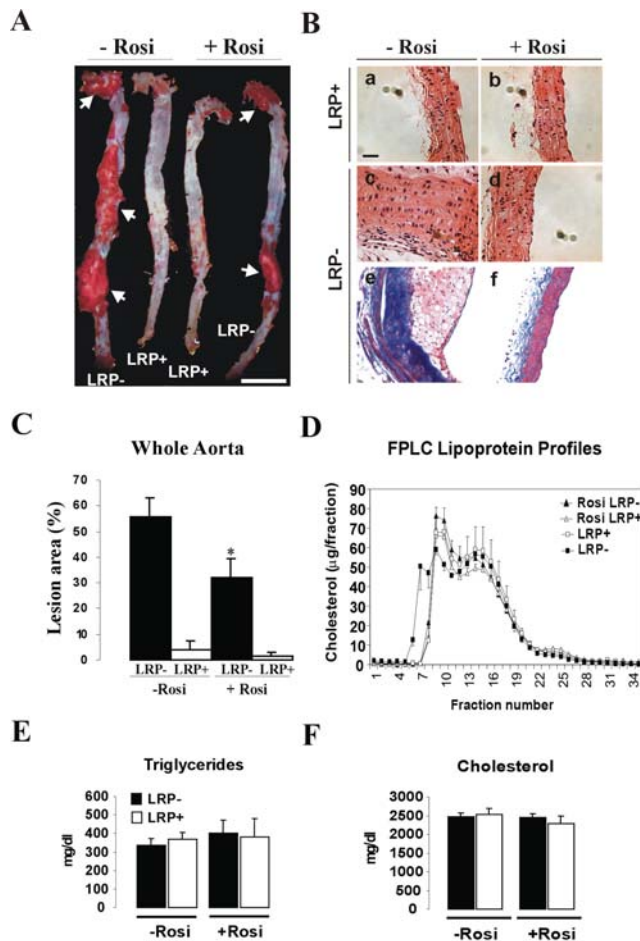 A
B
- Rosi + Rosi
- Rosi + Rosi
LRP+
a b
LRP-
c d
e f
LRP- LRP+ LRP+ LRP-
C
D
Whole Aorta
FPLC Lipoprotein Profiles
Lesion area (%)
70
60
50
40
30
20
10
0
*
LRP- LRP+ LRP- LRP+
-Rosi + Rosi
Cholesterol (µg/fraction)
90
80
70
60
50
40
30
20
10
0
Rosi LRP-
Rosi LRP+
LRP+
LRP-
1 4 7 10 13 16 19 22 25 28 31 34
Fraction number
E
F
Triglycerides
Cholesterol
mg/dl
600
500
400
300
200
100
0
LRP-
LRP+
-Rosi +Rosi
mg/dl
3000
2500
2000
1500
1000
500
0
-Rosi +Rosi